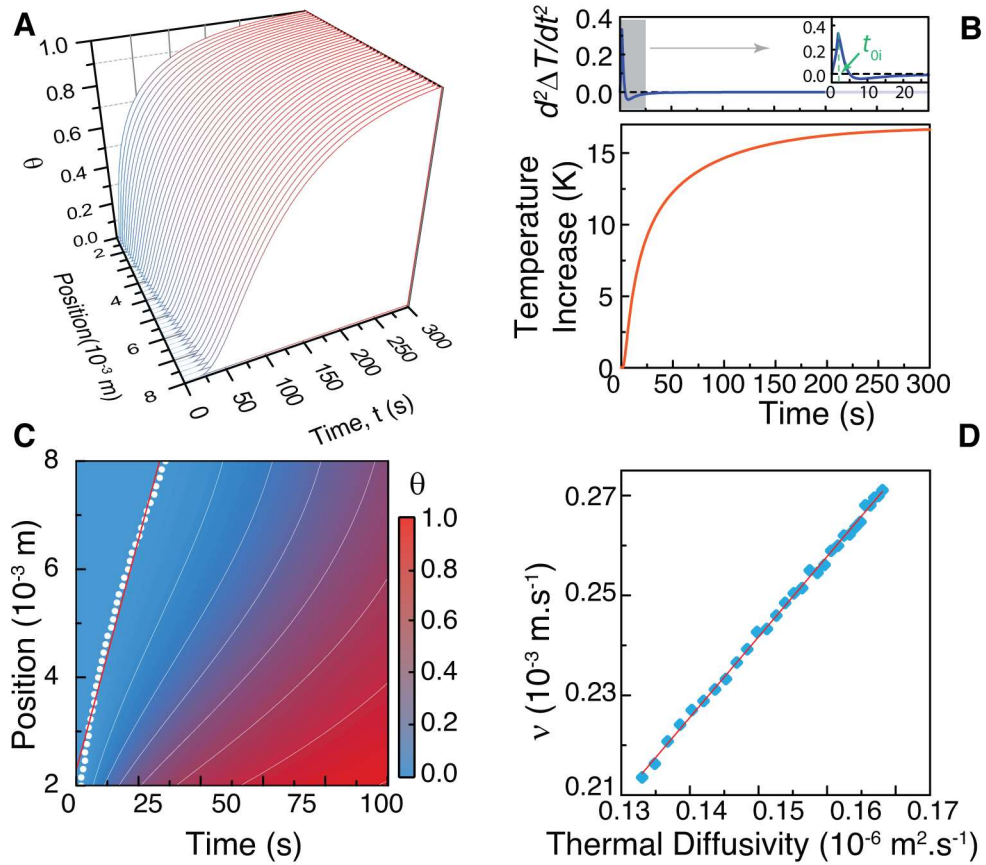 A
1.0
0.8
0.6
0.4
0.2
0.0
θ
2
4
6
8
Position(10⁻³ m)
0
50
100
150
200
250
300
Time, t (s)
B
0.4
0.2
0.0
d²ΔT/dt²
0.4
0.2
0.0
0 10 20
t₀ᵢ
15
10
5
0
Temperature
Increase (K)
0 50 100 150 200 250 300
Time (s)
C
8
6
4
2
Position (10⁻³ m)
0 25 50 75 100
Time (s)
θ
1.0
0.8
0.6
0.4
0.2
0.0
D
0.27
0.25
0.23
0.21
ν (10⁻³ m.s⁻¹)
0.13 0.14 0.15 0.16 0.17
Thermal Diffusivity (10⁻⁶ m².s⁻¹)